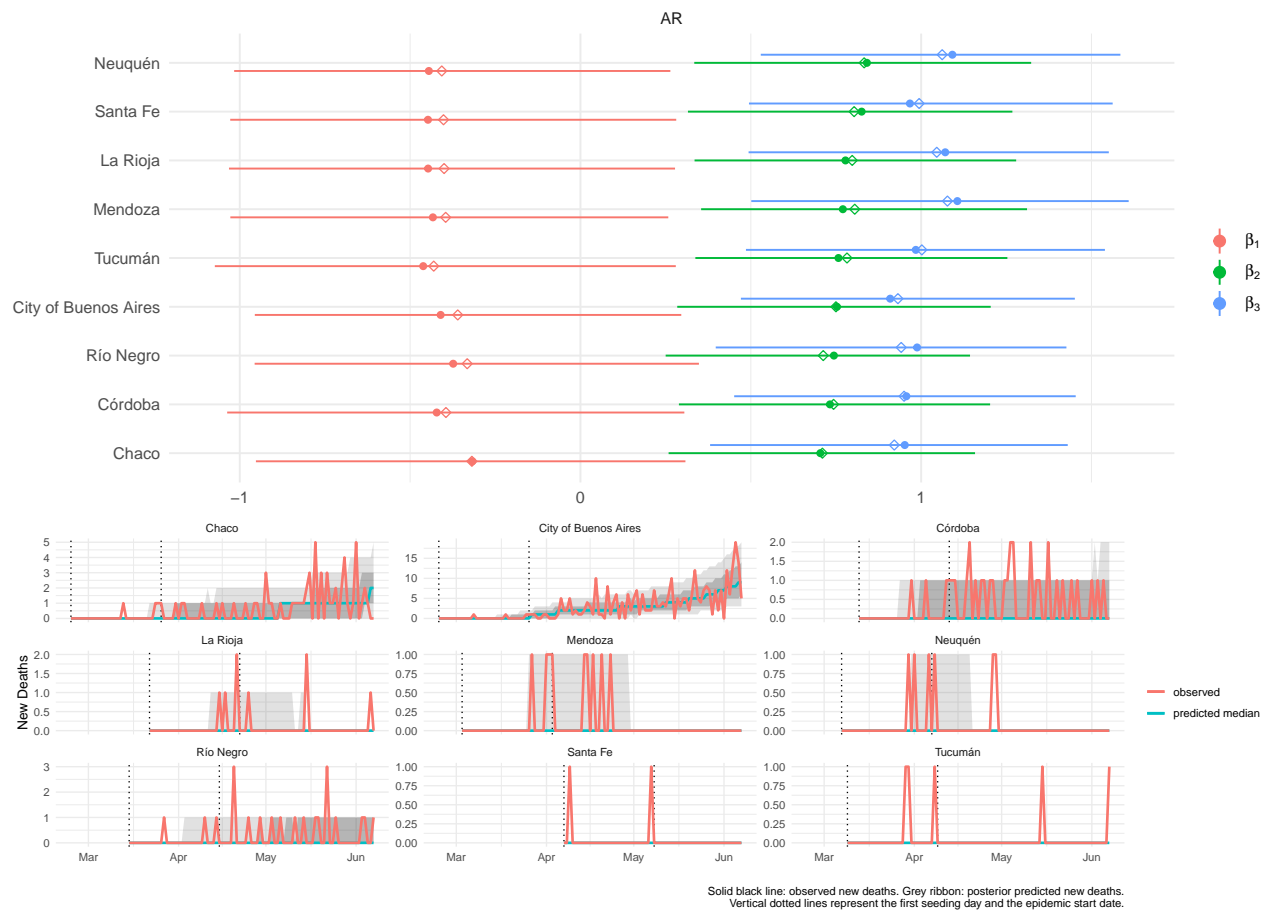 AR
Neuquén
Santa Fe
La Rioja
Mendoza
Tucumán
City of Buenos Aires
Río Negro
Córdoba
Chaco
−1 0 1
β1
β2
β3
Chaco
City of Buenos Aires
Córdoba
5
4
3
2
1
0
15
10
5
0
2.0
1.5
1.0
0.5
0.0
La Rioja
Mendoza
Neuquén
2.0
1.5
1.0
0.5
0.0
1.00
0.75
0.50
0.25
0.00
1.00
0.75
0.50
0.25
0.00
New Deaths
observed
predicted median
Río Negro
Santa Fe
Tucumán
3
2
1
0
1.00
0.75
0.50
0.25
0.00
1.00
0.75
0.50
0.25
0.00
Mar Apr May Jun
Mar Apr May Jun
Mar Apr May Jun
Solid black line: observed new deaths. Grey ribbon: posterior predicted new deaths.
Vertical dotted lines represent the first seeding day and the epidemic start date.